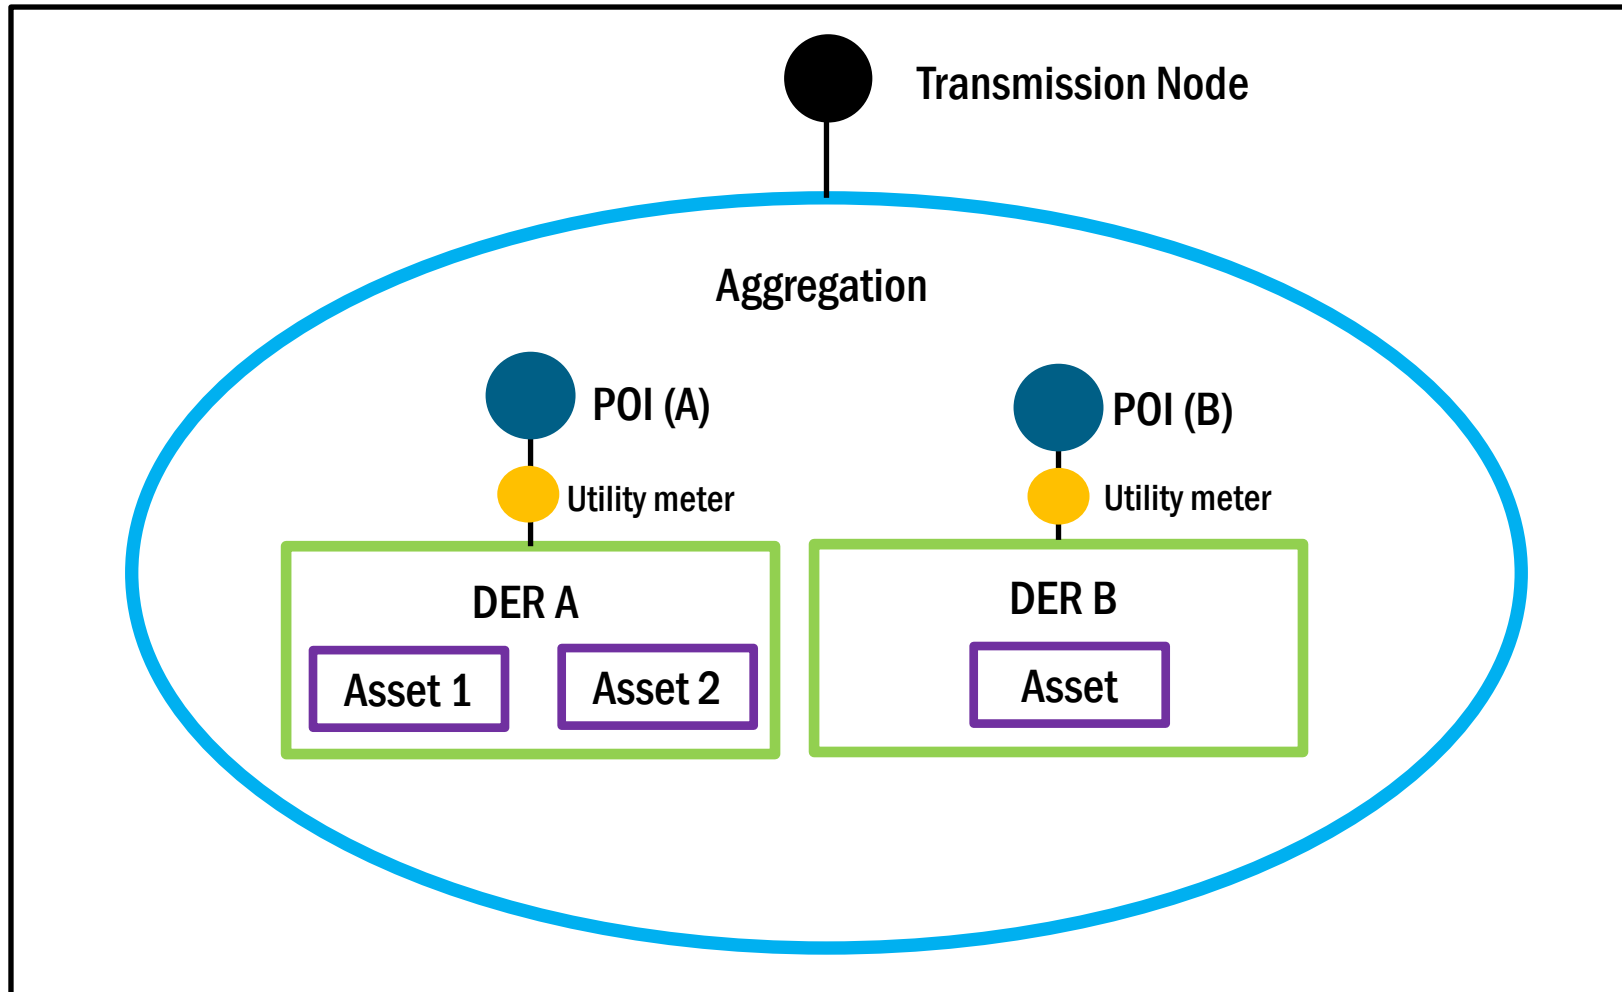 Transmission Node
Aggregation
POI (A)
POI (B)
Utility meter
Utility meter
DER A
DER B
Asset 1
Asset 2
Asset